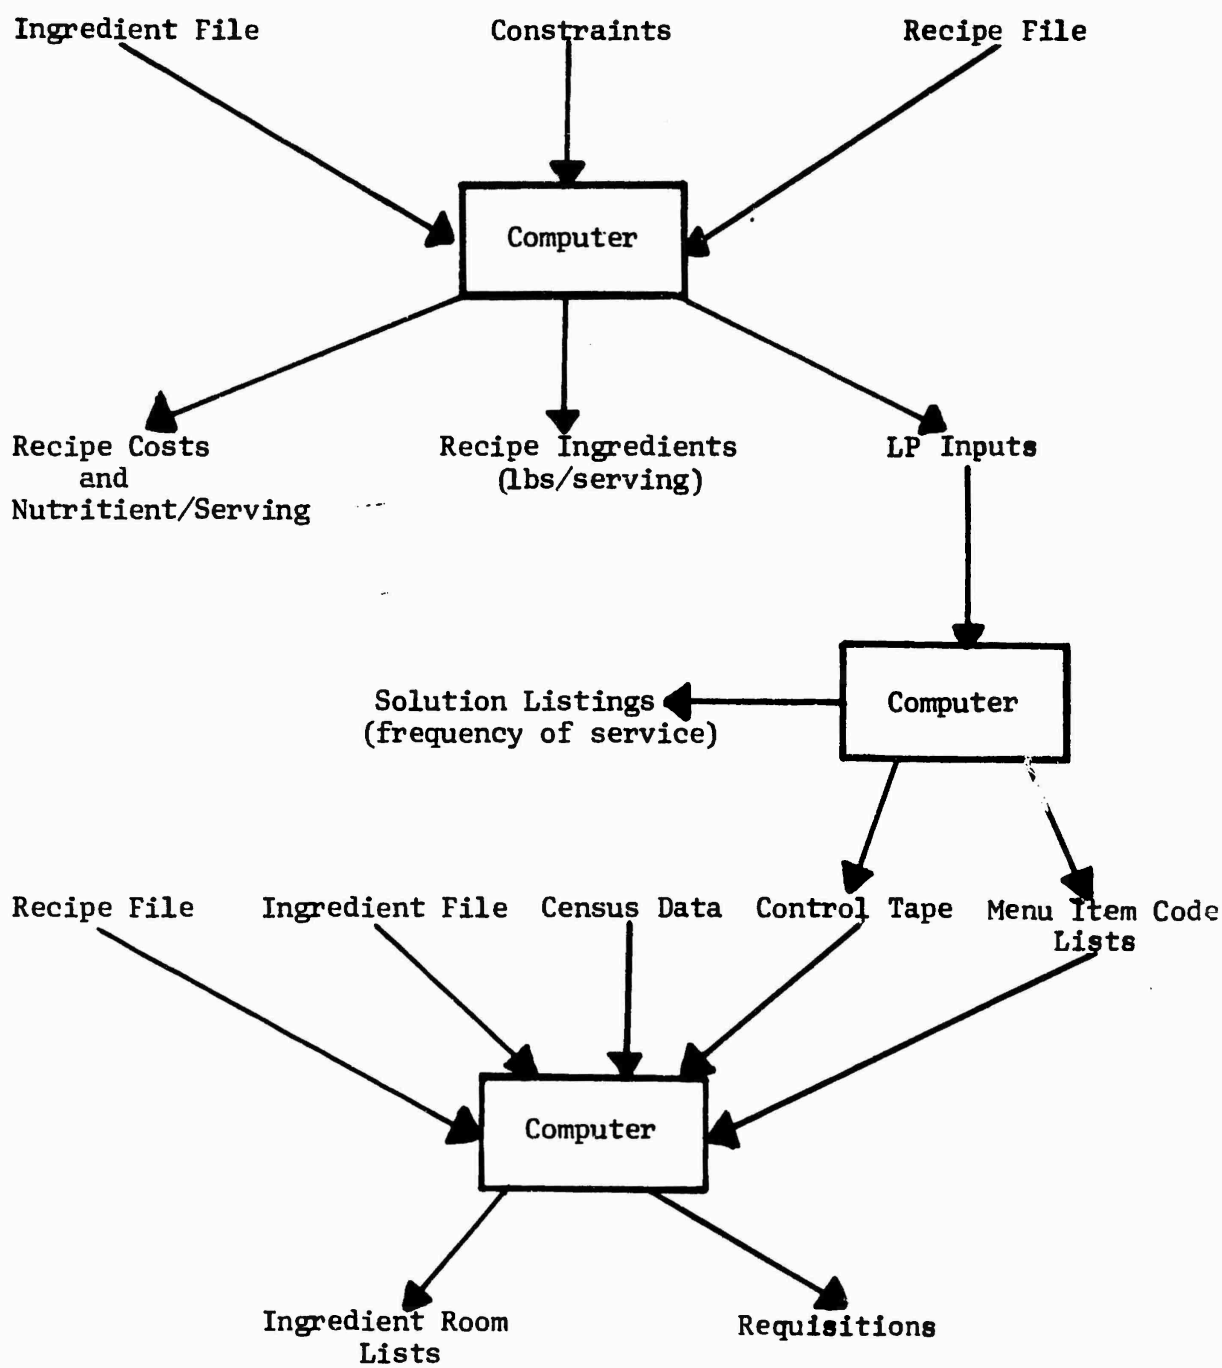 Ingredient File
Constraints
Recipe File
Computer
Recipe Costs
and
Nutritient/Serving
Recipe Ingredients
(lbs/serving)
LP Inputs
Computer
Solution Listings
(frequency of service)
Recipe File
Ingredient File
Census Data
Control Tape
Menu Item Code
Lists
Computer
Ingredient Room
Lists
Requisitions